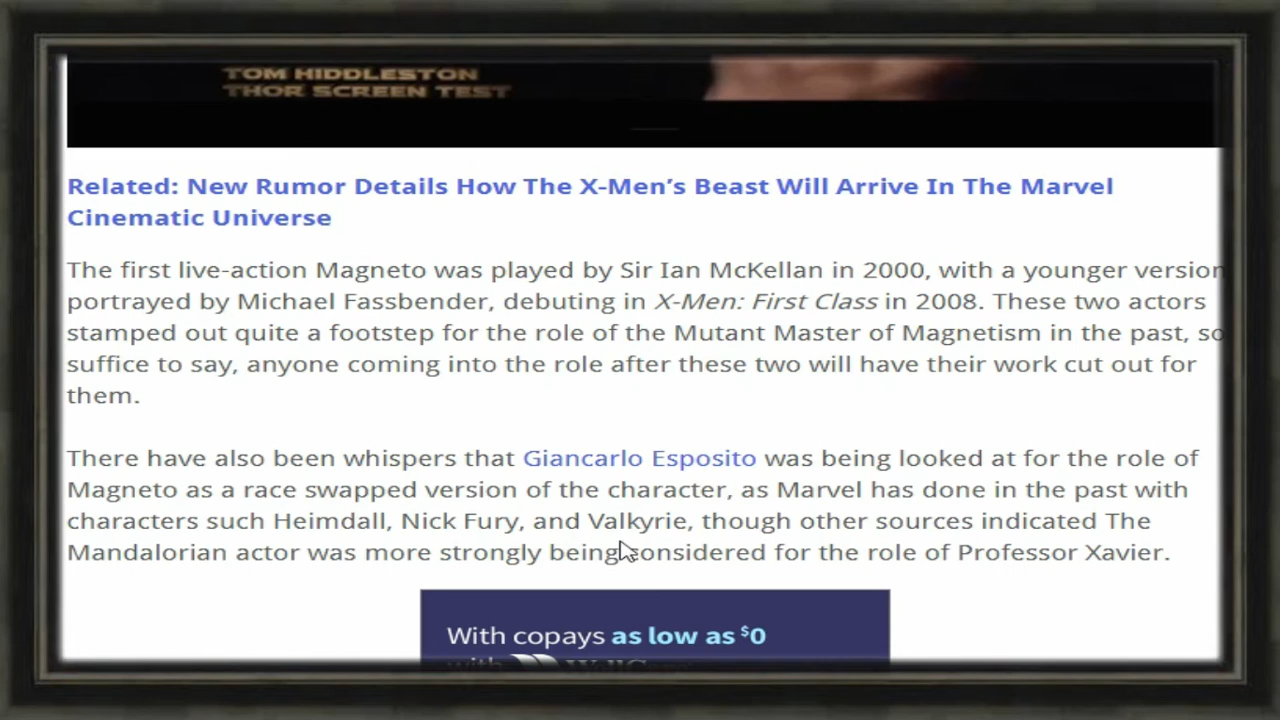 TOM HIDDLESTON
THOR SCREEN TEST
Related: New Rumor Details How The X-Men’s Beast Will Arrive In The Marvel
Cinematic Universe
The first live-action Magneto was played by Sir Ian McKellan in 2000, with a younger version
portrayed by Michael Fassbender, debuting in X-Men: First Class in 2008. These two actors
stamped out quite a footstep for the role of the Mutant Master of Magnetism in the past, so
suffice to say, anyone coming into the role after these two will have their work cut out for
them.
There have also been whispers that Giancarlo Esposito was being looked at for the role of
Magneto as a race swapped version of the character, as Marvel has done in the past with
characters such Heimdall, Nick Fury, and Valkyrie, though other sources indicated The
Mandalorian actor was more strongly being considered for the role of Professor Xavier.
With copays as low as $0
with